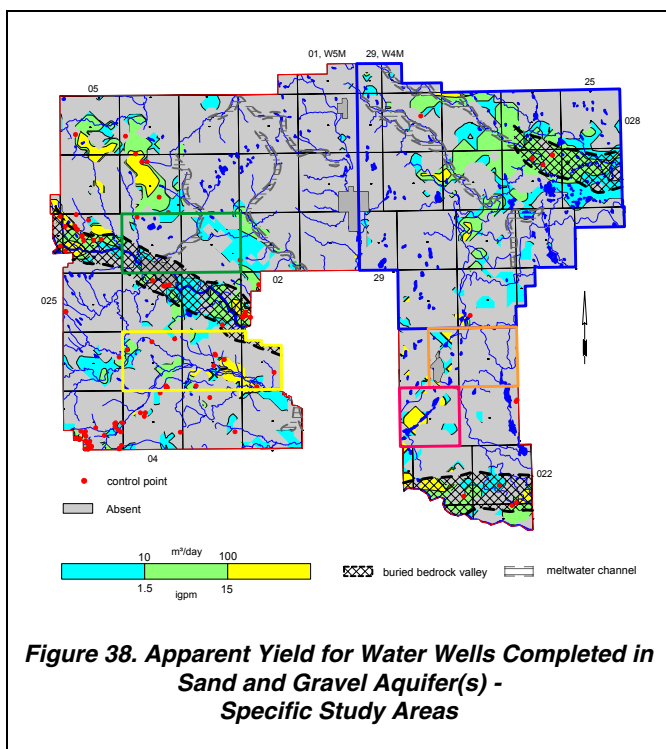 01, W5M 29, W4M
05
25
028
02
29
025
04
022
control point
Absent
m³/day
10 100
1.5 15
igpm
buried bedrock valley
meltwater channel
Figure 38. Apparent Yield for Water Wells Completed in
Sand and Gravel Aquifer(s) -
Specific Study Areas